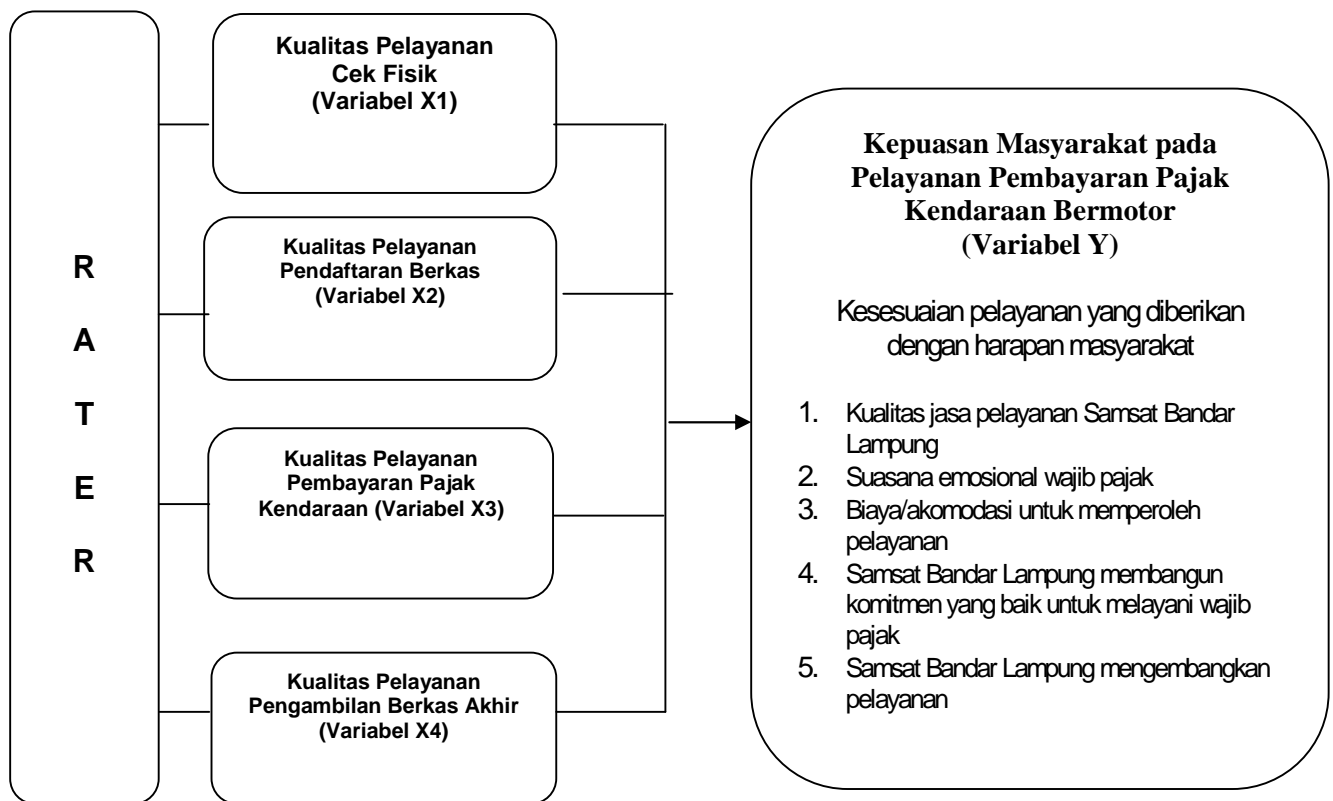 R
A
T
E
R
Kualitas Pelayanan
Cek Fisik
(Variabel X1)
Kualitas Pelayanan
Pendaftaran Berkas
(Variabel X2)
Kualitas Pelayanan
Pembayaran Pajak
Kendaraan (Variabel X3)
Kualitas Pelayanan
Pengambilan Berkas Akhir
(Variabel X4)
Kepuasan Masyarakat pada
Pelayanan Pembayaran Pajak
Kendaraan Bermotor
(Variabel Y)
Kesesuaian pelayanan yang diberikan
dengan harapan masyarakat
1. Kualitas jasa pelayanan Samsat Bandar
Lampung
2. Suasana emosional wajib pajak
3. Biaya/akomodasi untuk memperoleh
pelayanan
4. Samsat Bandar Lampung membangun
komitmen yang baik untuk melayani wajib
pajak
5. Samsat Bandar Lampung mengembangkan
pelayanan